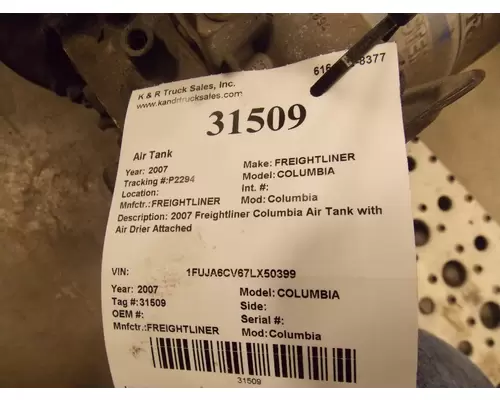 K & R Truck Sales, Inc.
www.kandrtrucksales.com
31509
Air Tank
Year: 2007
Tracking #:P2294
Location:
Mnfctr.:FREIGHTLINER
Make: FREIGHTLINER
Model: COLUMBIA
Int. #:
Mod: Columbia
Description: 2007 Freightliner Columbia Air Tank with
Air Drier Attached
VIN: 1FUJA6CV67LX50399
Year: 2007
Tag #:31509
OEM #:
Mnfctr.:FREIGHTLINER
Model: COLUMBIA
Side:
Serial #:
Mod: Columbia
31509